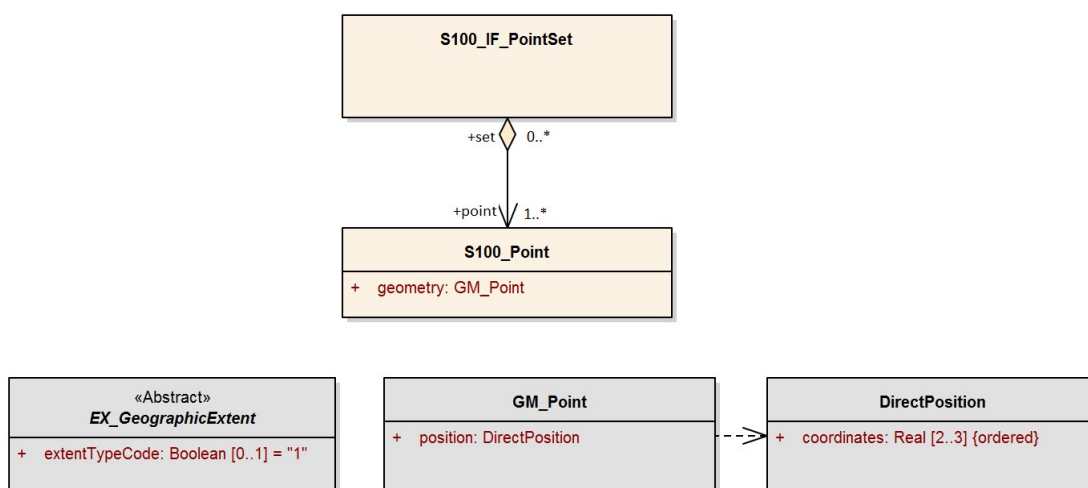 S100_IF_PointSet
+set 0..*
+point 1..*
S100_Point
+ geometry: GM_Point
«Abstract»
EX_GeographicExtent
+ extentTypeCode: Boolean [0..1] = "1"
GM_Point
+ position: DirectPosition
DirectPosition
+ coordinates: Real [2..3] {ordered}